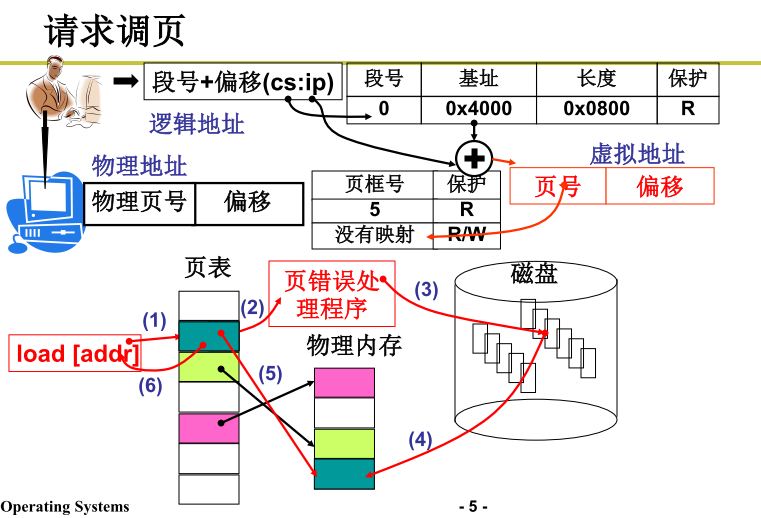 请求调页
段号+偏移(cs:ip)
段号 基址 长度 保护
0 0x4000 0x0800 R
逻辑地址
物理地址
虚拟地址
物理页号 偏移
页框号 保护
5 R
没有映射 R/W
页号 偏移
页表
页错误处
理程序
磁盘
(1)
(2)
(3)
load [addr]
物理内存
(6)
(5)
(4)
Operating Systems
- 5 -